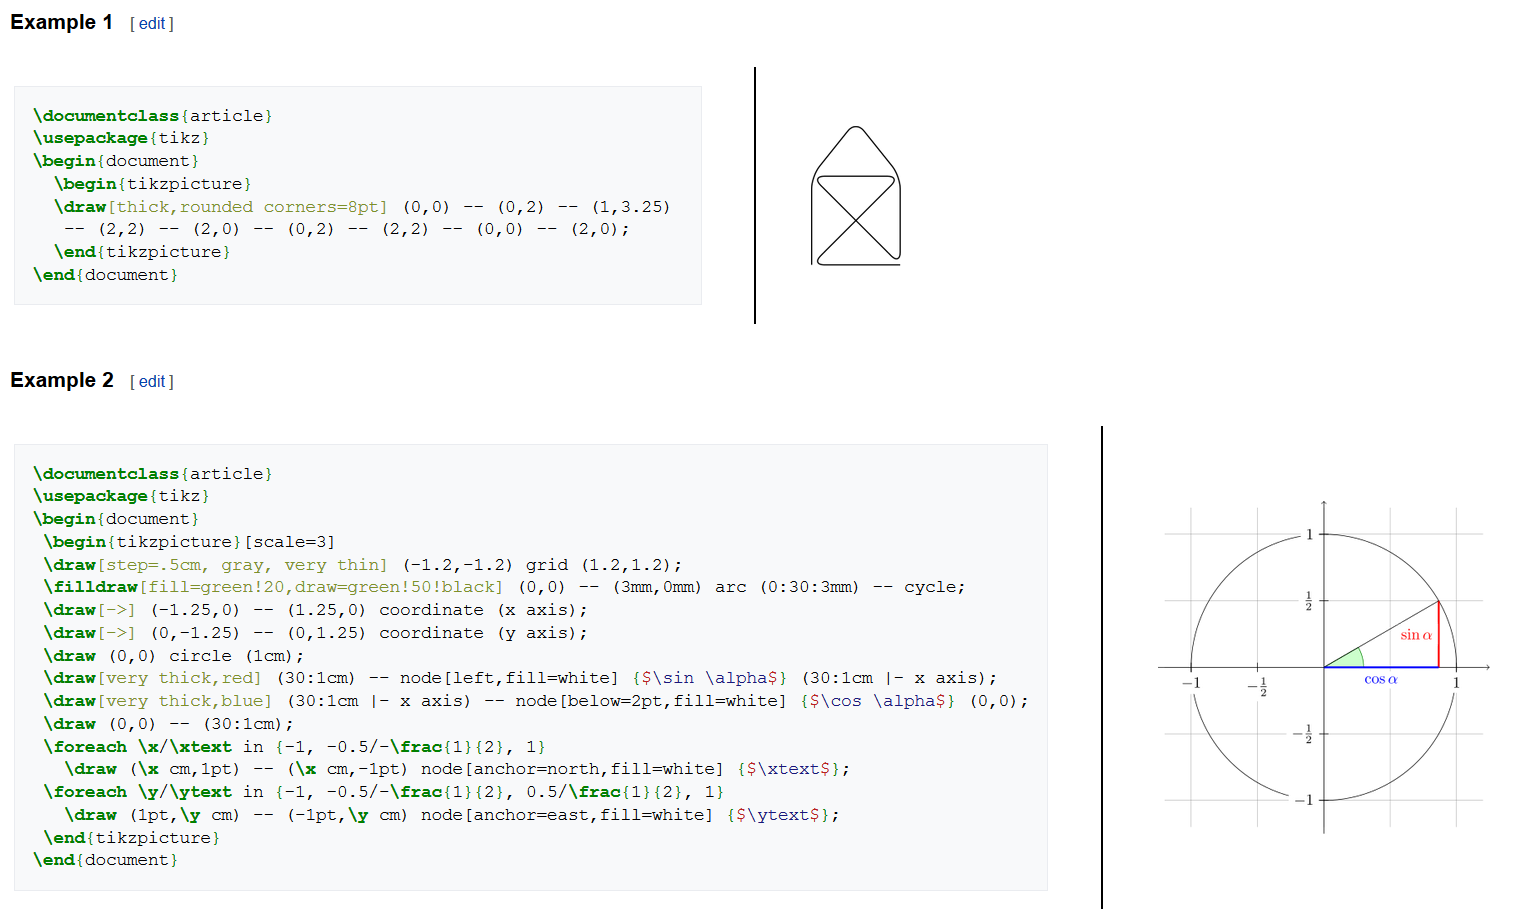 Example 1 [ edit ]
\documentclass{article}
\usepackage{tikz}
\begin{document}
  \begin{tikzpicture}
  \draw[thick,rounded corners=8pt] (0,0) -- (0,2) -- (1,3.25)
   -- (2,2) -- (2,0) -- (0,2) -- (2,2) -- (0,0) -- (2,0);
  \end{tikzpicture}
\end{document}
Example 2 [ edit ]
\documentclass{article}
\usepackage{tikz}
\begin{document}
 \begin{tikzpicture}[scale=3]
 \draw[step=.5cm, gray, very thin] (-1.2,-1.2) grid (1.2,1.2);
 \filldraw[fill=green!20,draw=green!50!black] (0,0) -- (3mm,0mm) arc (0:30:3mm) -- cycle;
 \draw[->] (-1.25,0) -- (1.25,0) coordinate (x axis);
 \draw[->] (0,-1.25) -- (0,1.25) coordinate (y axis);
 \draw (0,0) circle (1cm);
 \draw[very thick,red] (30:1cm) -- node[left,fill=white] {$\sin \alpha$} (30:1cm |- x axis);
 \draw[very thick,blue] (30:1cm |- x axis) -- node[below=2pt,fill=white] {$\cos \alpha$} (0,0);
 \draw (0,0) -- (30:1cm);
 \foreach \x/\xtext in {-1, -0.5/-\frac{1}{2}, 1}
   \draw (\x cm,1pt) -- (\x cm,-1pt) node[anchor=north,fill=white] {$\xtext$};
 \foreach \y/\ytext in {-1, -0.5/-\frac{1}{2}, 0.5/\frac{1}{2}, 1}
   \draw (1pt,\y cm) -- (-1pt,\y cm) node[anchor=east,fill=white] {$\ytext$};
 \end{tikzpicture}
\end{document}
1
1/2
sin α
−1 −1/2 cos α 1
−1/2
−1